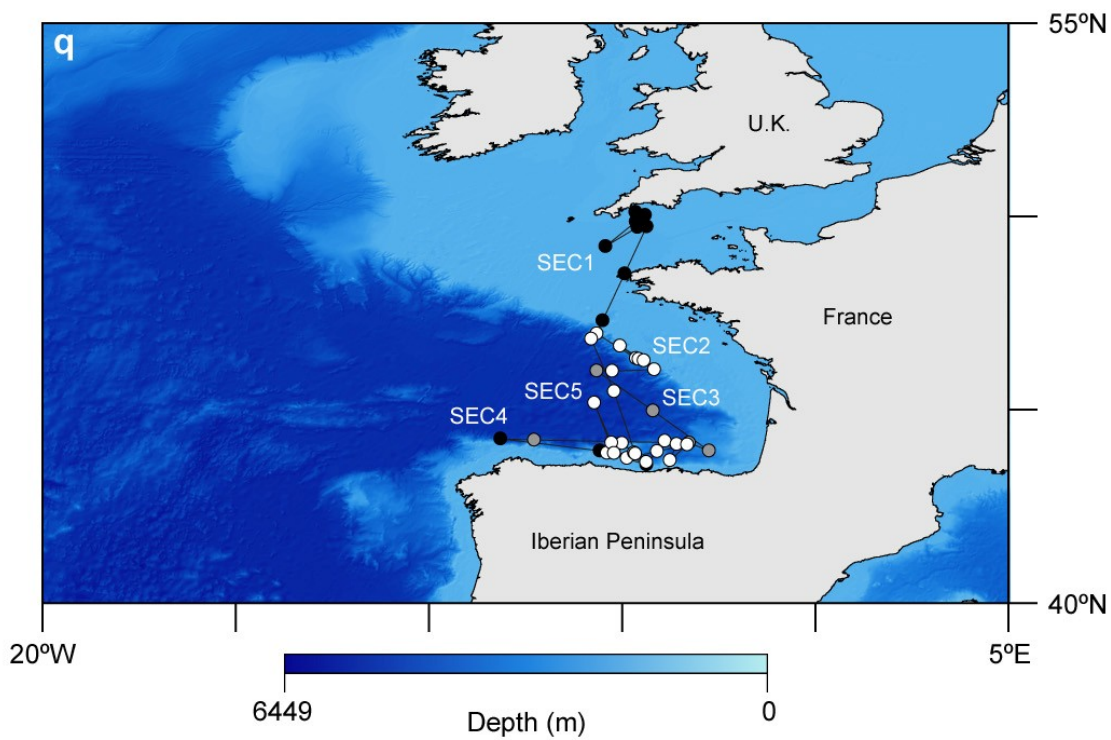 q
55ºN
U.K.
SEC1
France
SEC2
SEC5
SEC3
SEC4
Iberian Peninsula
40ºN
20ºW
5ºE
6449
Depth (m)
0